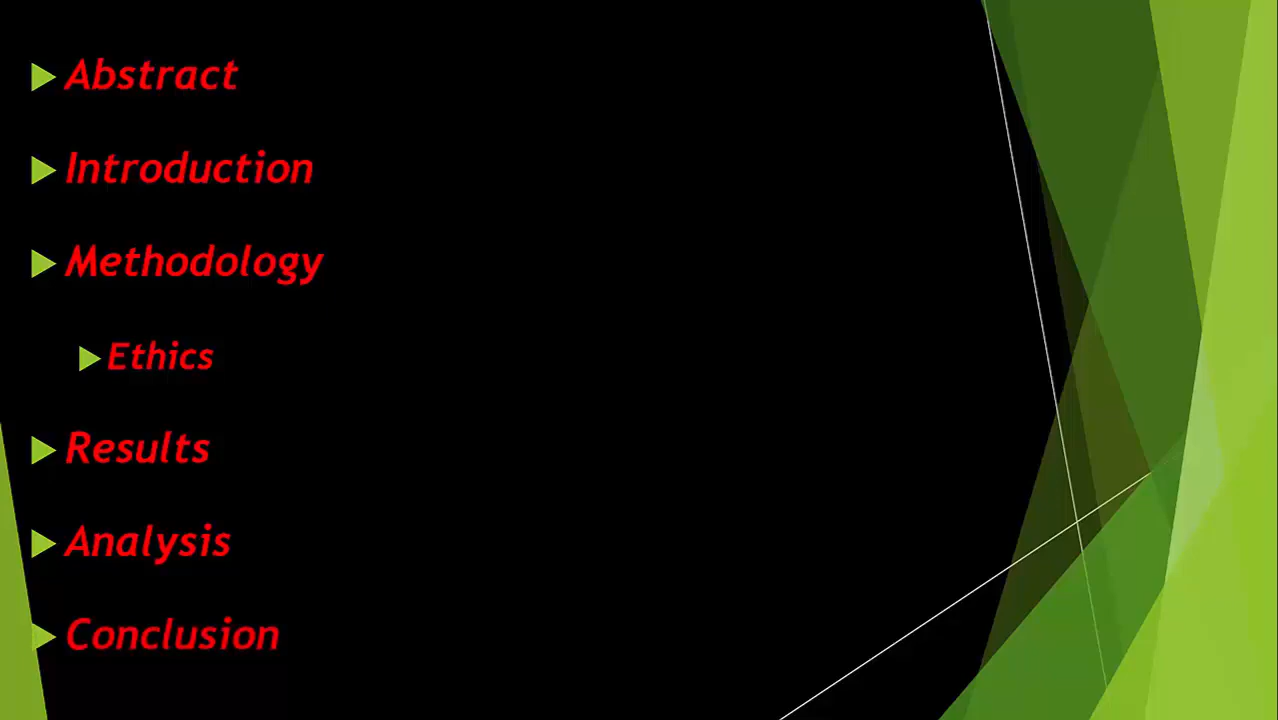 Abstract
Introduction
Methodology
Ethics
Results
Analysis
Conclusion